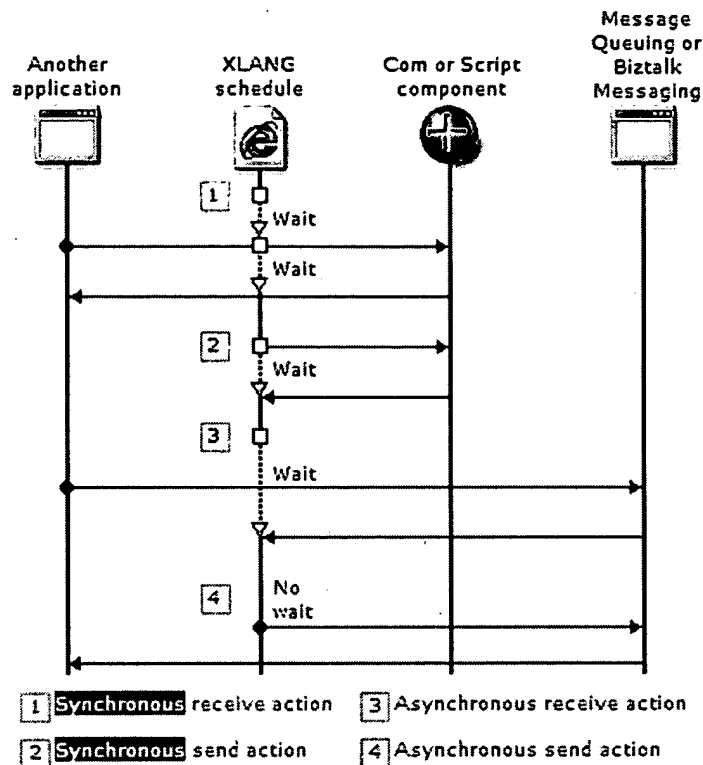 Another
application
XLANG
schedule
Com or Script
component
Message
Queuing or
Biztalk
Messaging
1
Wait
Wait
2
Wait
3
Wait
4
No
wait
1 Synchronous receive action
3 Asynchronous receive action
2 Synchronous send action
4 Asynchronous send action